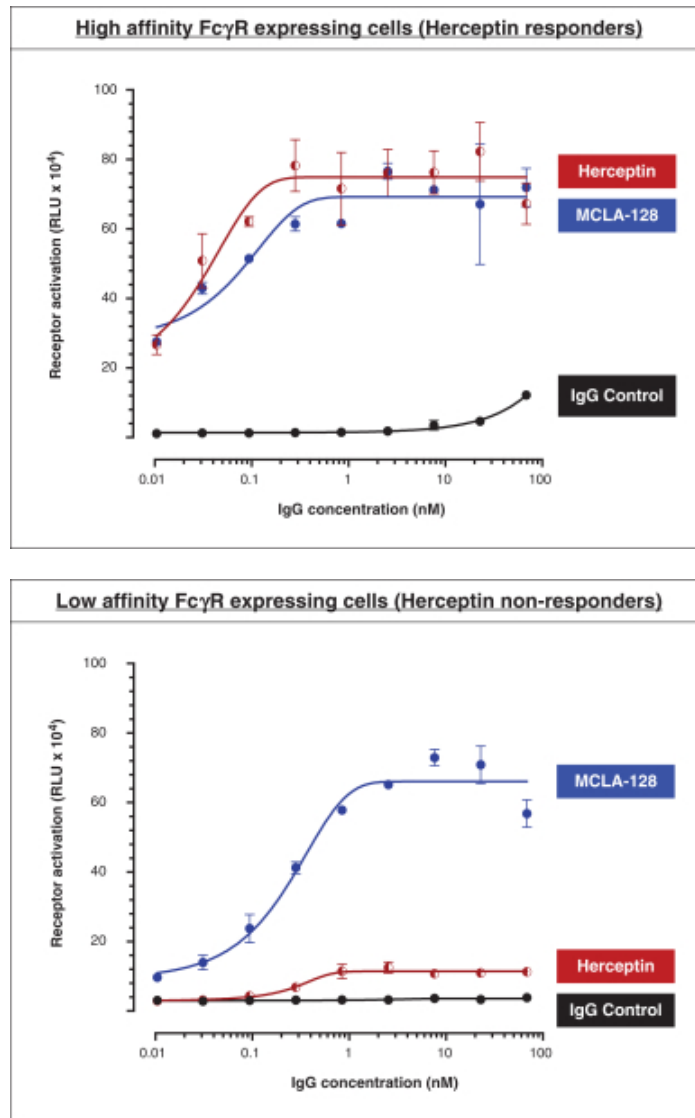 High affinity FcγR expressing cells (Herceptin responders)
100
80
60
40
20
Receptor activation (RLU x 10⁴)
Herceptin
MCLA-128
IgG Control
0.01
0.1
1
10
100
IgG concentration (nM)
Low affinity FcγR expressing cells (Herceptin non-responders)
100
80
60
40
20
Receptor activation (RLU x 10⁴)
MCLA-128
Herceptin
IgG Control
0.01
0.1
1
10
100
IgG concentration (nM)